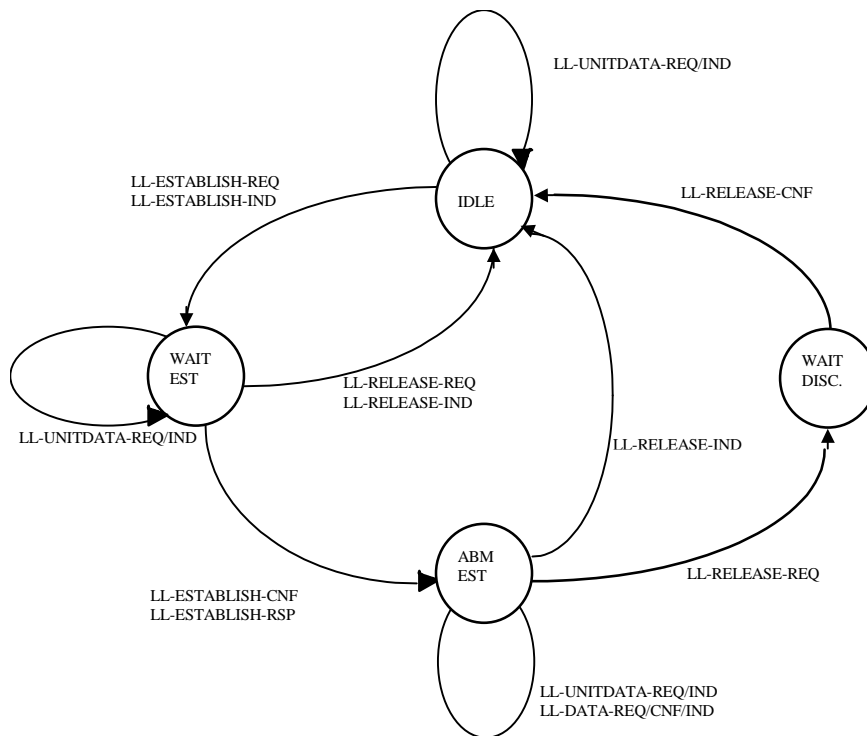 LL-UNITDATA-REQ/IND
LL-ESTABLISH-REQ
LL-ESTABLISH-IND
IDLE
LL-RELEASE-CNF
WAIT
EST
LL-RELEASE-REQ
LL-RELEASE-IND
WAIT
DISC.
LL-UNITDATA-REQ/IND
LL-RELEASE-IND
ABM
EST
LL-RELEASE-REQ
LL-ESTABLISH-CNF
LL-ESTABLISH-RSP
LL-UNITDATA-REQ/IND
LL-DATA-REQ/CNF/IND